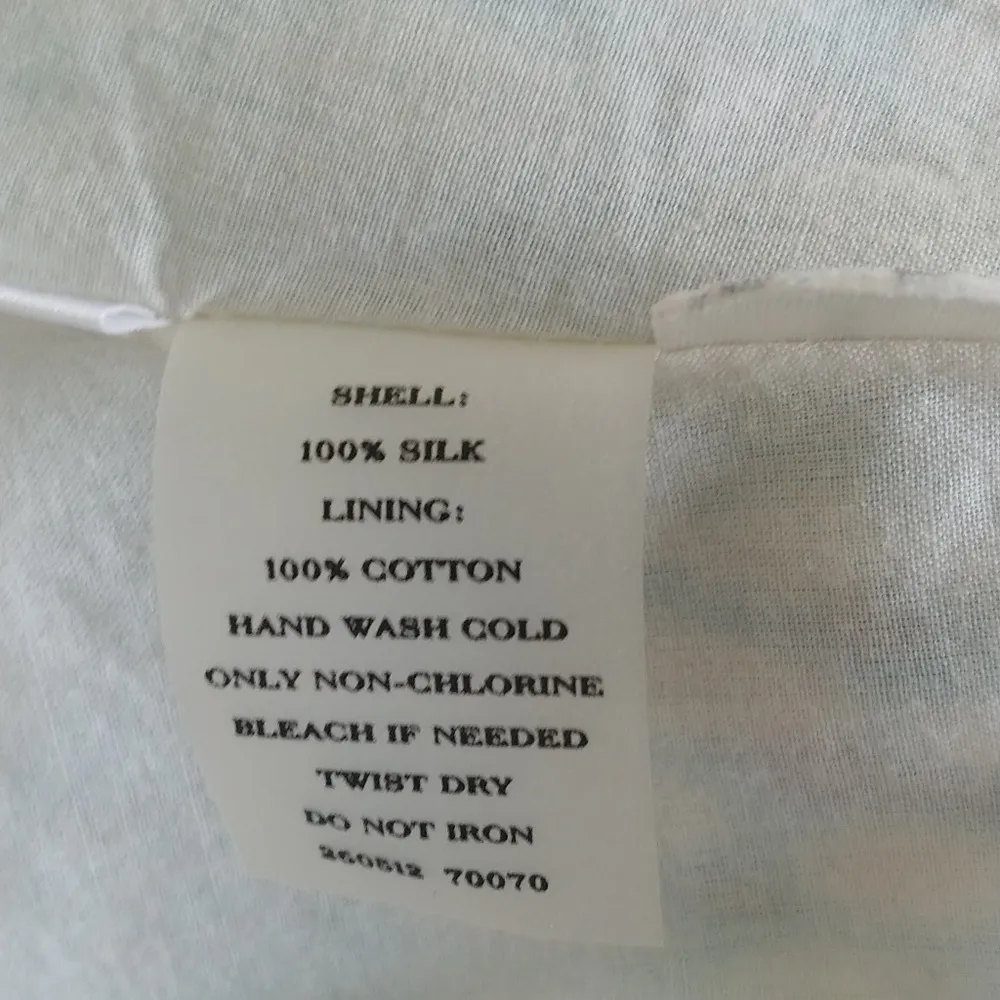 SHELL:
100% SILK
LINING:
100% COTTON
HAND WASH COLD
ONLY NON-CHLORINE
BLEACH IF NEEDED
TWIST DRY
DO NOT IRON
260512 70070